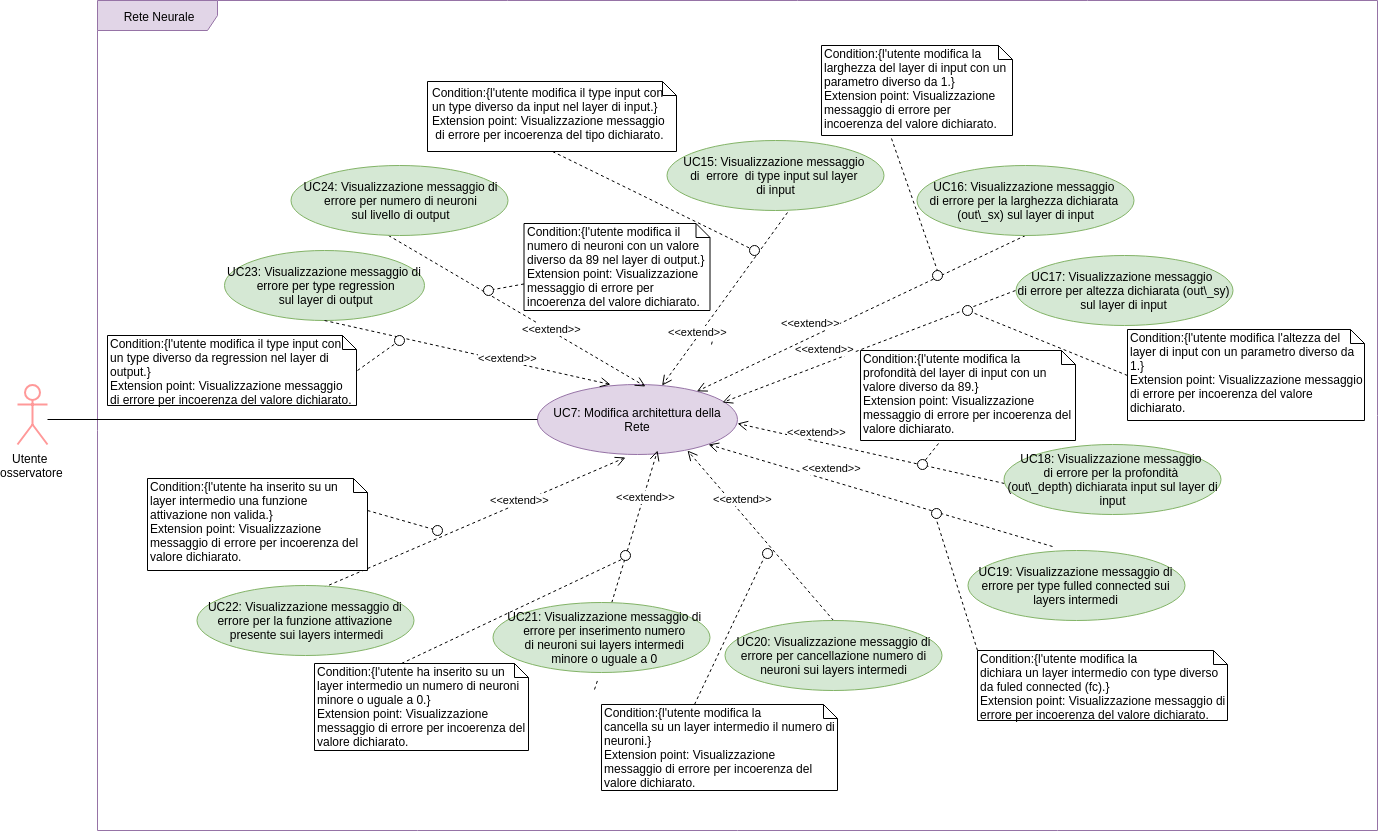 Rete Neurale
Condition:{l'utente modifica la
larghezza del layer di input con un
parametro diverso da 1.}
Extension point: Visualizzazione
messaggio di errore per
incoerenza del valore dichiarato.
Condition:{l'utente modifica il type input con
un type diverso da input nel layer di input.}
Extension point: Visualizzazione messaggio
di errore per incoerenza del tipo dichiarato.
UC15: Visualizzazione messaggio
di errore di type input sul layer
di input
UC24: Visualizzazione messaggio di
errore per numero di neuroni
sul livello di output
UC16: Visualizzazione messaggio
di errore per la larghezza dichiarata
(out\_sx) sul layer di input
Condition:{l'utente modifica il
numero di neuroni con un valore
diverso da 89 nel layer di output.}
Extension point: Visualizzazione
messaggio di errore per
incoerenza del valore dichiarato.
UC23: Visualizzazione messaggio di
errore per type regression
sul layer di output
UC17: Visualizzazione messaggio
di errore per altezza dichiarata (out\_sy)
sul layer di input
<<extend>>
<<extend>>
<<extend>>
<<extend>>
<<extend>>
Condition:{l'utente modifica il type input con
un type diverso da regression nel layer di
output.}
Extension point: Visualizzazione messaggio
di errore per incoerenza del valore dichiarato.
Condition:{l'utente modifica l'altezza del
layer di input con un parametro diverso da
1.}
Extension point: Visualizzazione messaggio
di errore per incoerenza del valore
dichiarato.
Condition:{l'utente modifica la
profondità del layer di input con un
valore diverso da 89.}
Extension point: Visualizzazione
messaggio di errore per incoerenza del
valore dichiarato.
UC7: Modifica architettura della
Rete
Utente
osservatore
<<extend>>
<<extend>>
<<extend>>
<<extend>>
<<extend>>
UC18: Visualizzazione messaggio
di errore per la profondità
(out\_depth) dichiarata input sul layer di
input
Condition:{l'utente ha inserito su un
layer intermedio una funzione
attivazione non valida.}
Extension point: Visualizzazione
messaggio di errore per incoerenza del
valore dichiarato.
UC19: Visualizzazione messaggio di
errore per type fulled connected sui
layers intermedi
UC22: Visualizzazione messaggio di
errore per la funzione attivazione
presente sui layers intermedi
UC21: Visualizzazione messaggio di
errore per inserimento numero
di neuroni sui layers intermedi
minore o uguale a 0
UC20: Visualizzazione messaggio di
errore per cancellazione numero di
neuroni sui layers intermedi
Condition:{l'utente modifica la
dichiara un layer intermedio con type diverso
da fuled connected (fc).}
Extension point: Visualizzazione messaggio di
errore per incoerenza del valore dichiarato.
Condition:{l'utente ha inserito su un
layer intermedio un numero di neuroni
minore o uguale a 0.}
Extension point: Visualizzazione
messaggio di errore per incoerenza del
valore dichiarato.
Condition:{l'utente modifica la
cancella su un layer intermedio il numero di
neuroni.}
Extension point: Visualizzazione
messaggio di errore per incoerenza del
valore dichiarato.